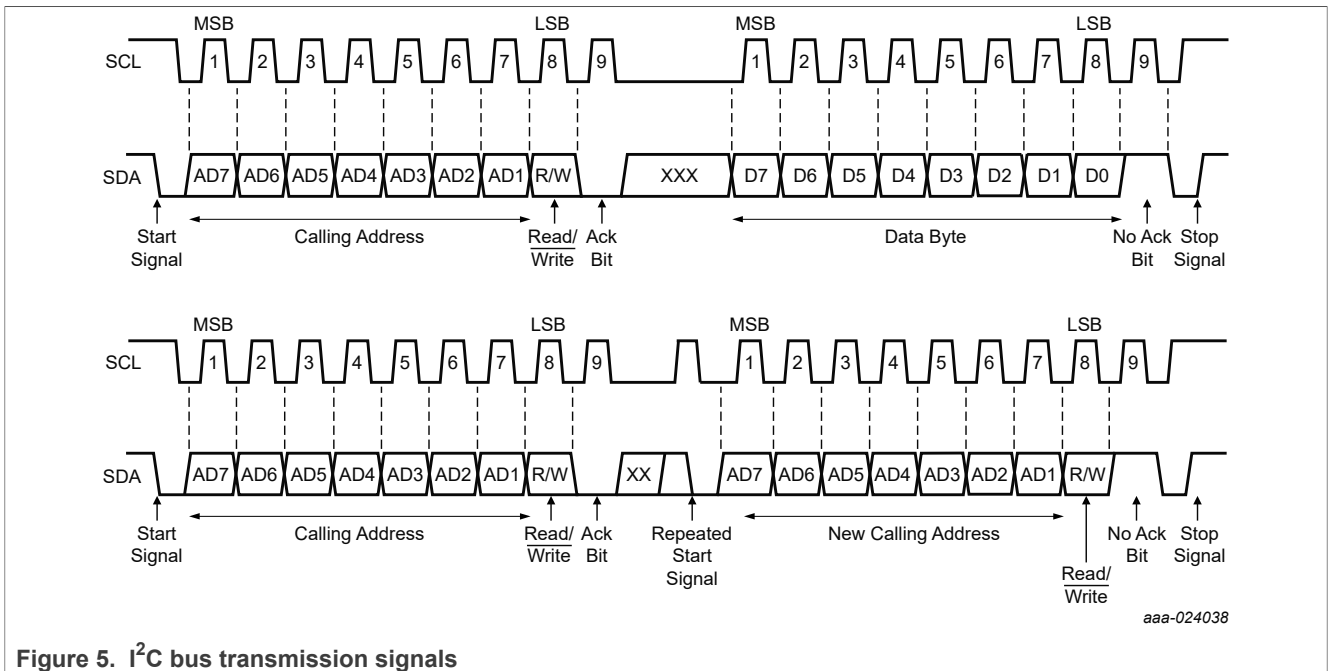 MSB LSB MSB LSB
SCL 1 2 3 4 5 6 7 8 9 1 2 3 4 5 6 7 8 9
SDA AD7 AD6 AD5 AD4 AD3 AD2 AD1 R/W XXX D7 D6 D5 D4 D3 D2 D1 D0
Start Signal
Calling Address
Read/Write
Ack Bit
Data Byte
No Ack Bit
Stop Signal
MSB LSB MSB LSB
SCL 1 2 3 4 5 6 7 8 9 1 2 3 4 5 6 7 8 9
SDA AD7 AD6 AD5 AD4 AD3 AD2 AD1 R/W XX AD7 AD6 AD5 AD4 AD3 AD2 AD1 R/W
Start Signal
Calling Address
Read/Write
Ack Bit
Repeated Start Signal
New Calling Address
Read/Write
No Ack Bit
Stop Signal
aaa-024038
Figure 5. I²C bus transmission signals